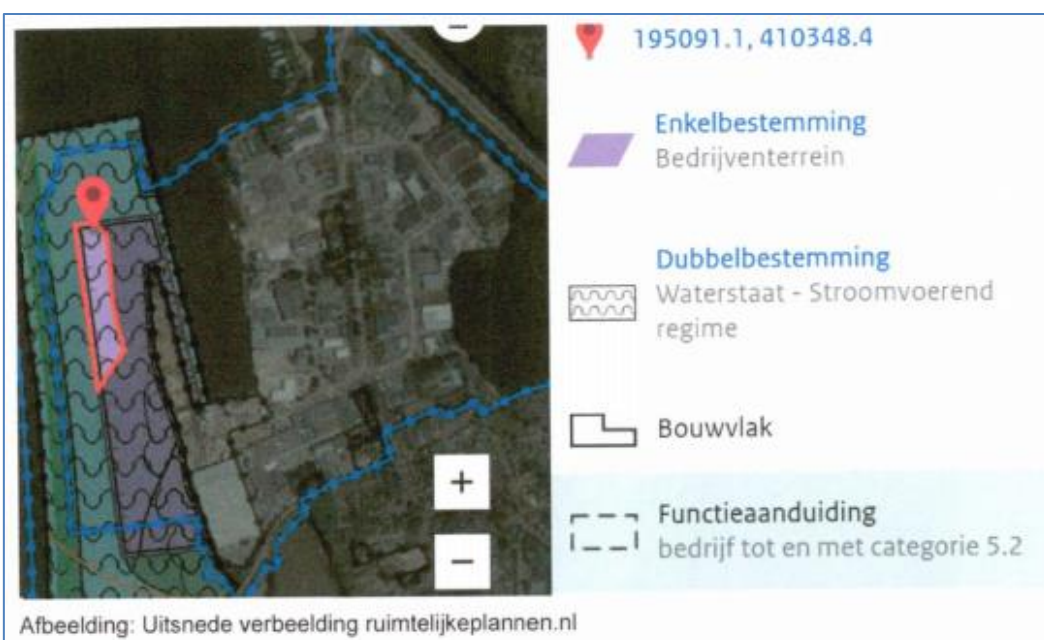 195091.1, 410348.4
Enkelbestemming
Bedrijventerrein
Dubbelbestemming
Waterstaat - Stroomvoerend
regime
Bouwvlak
Functieaanduiding
bedrijf tot en met categorie 5.2
+
−
Afbeelding: Uitsnede verbeelding ruimtelijkeplannen.nl